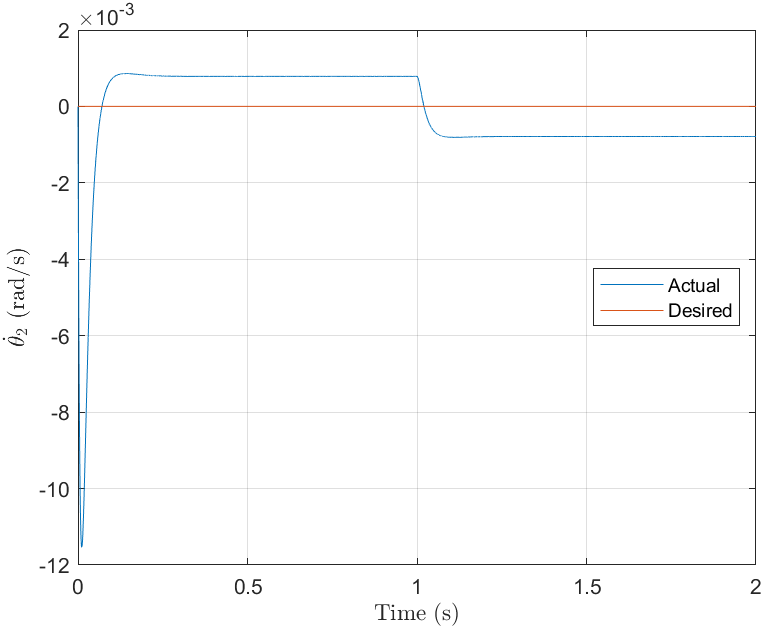 ×10⁻³
2
0
-2
-4
-6
-8
-10
-12
0 0.5 1 1.5 2
Time (s)
θ̇₂ (rad/s)
Actual
Desired